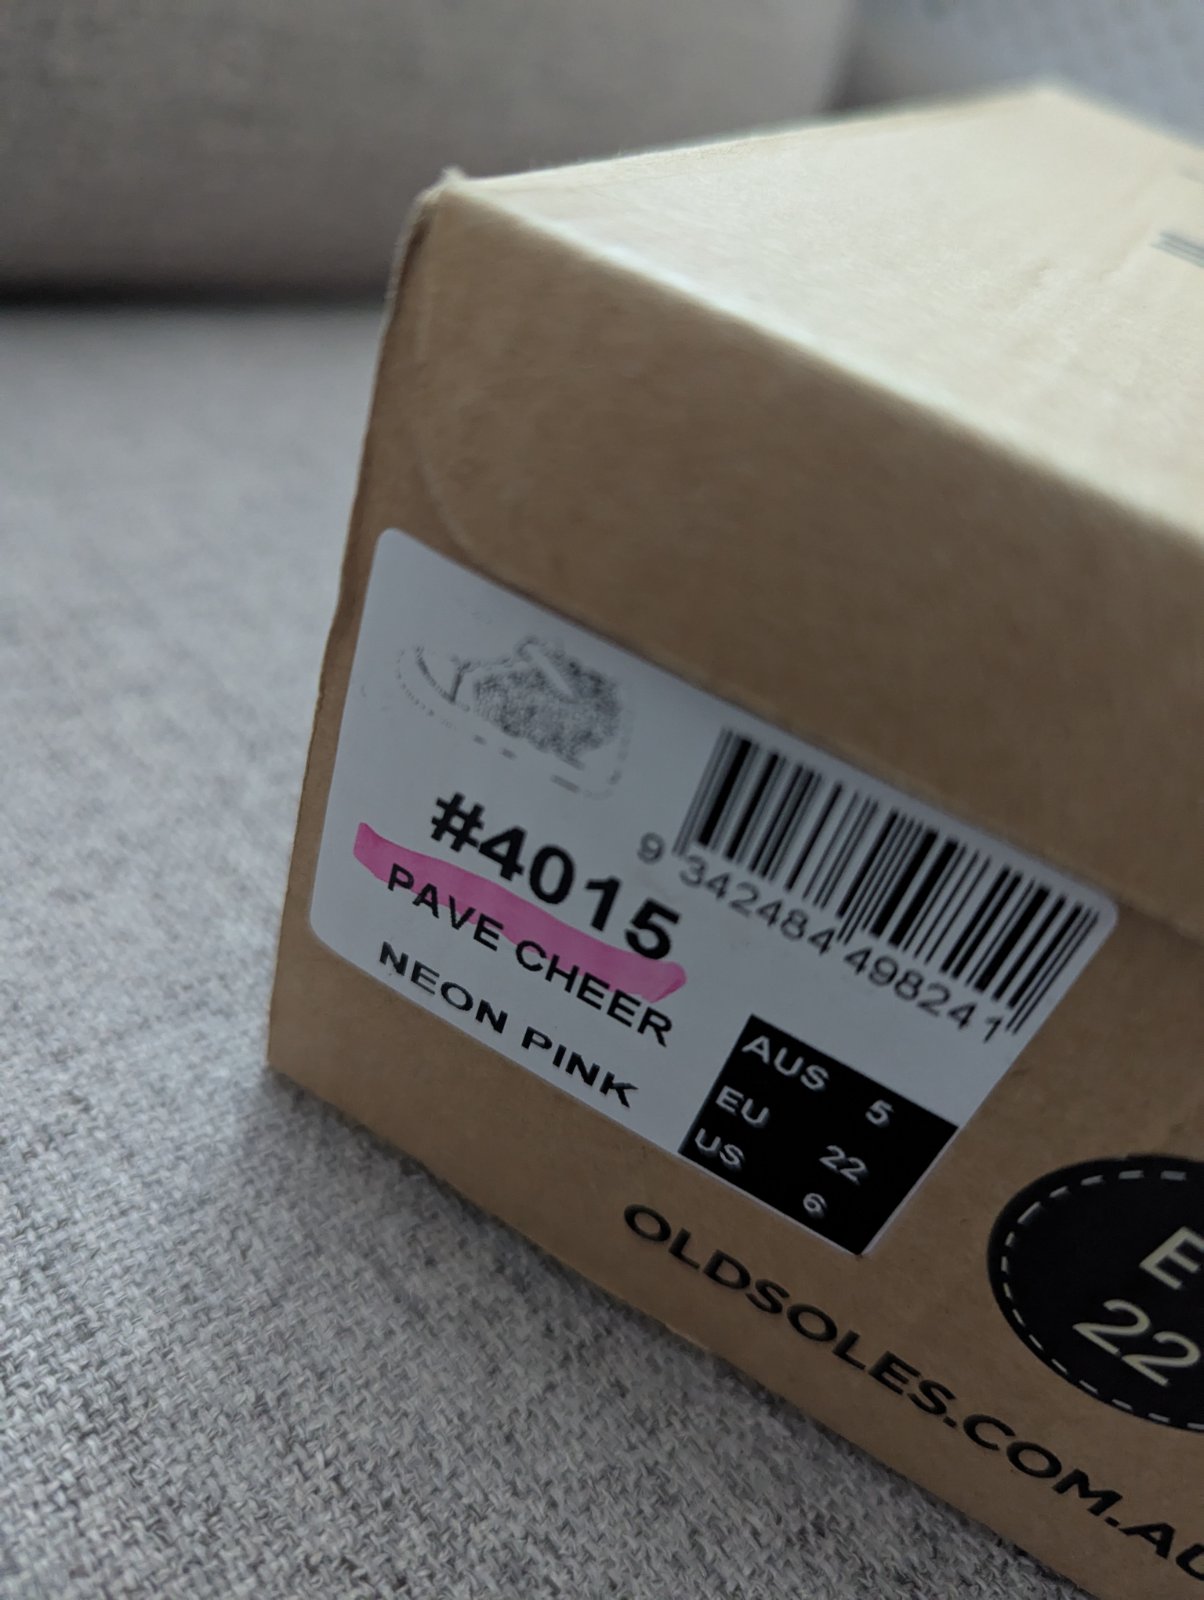 #4015
PAVE CHEER
NEON PINK
9 342484 498241
AUS 5
EU 22
US 6
OLDSOLES.COM.AU
E
22